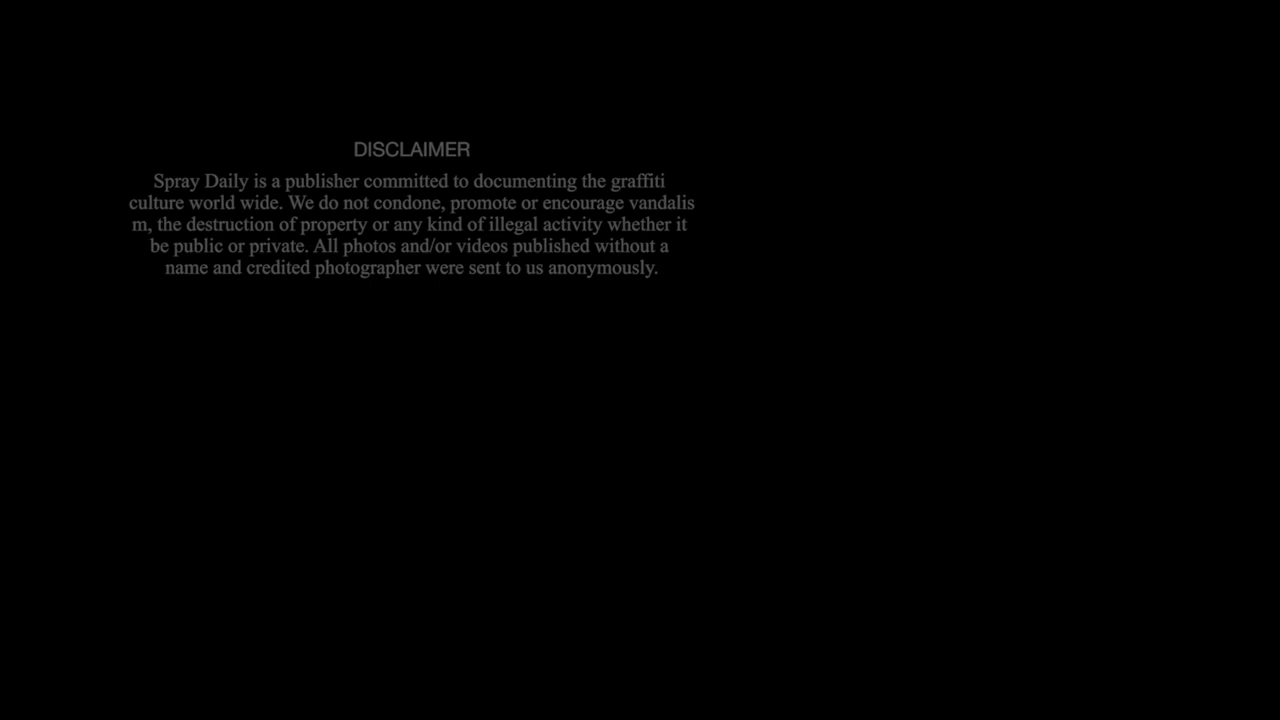 DISCLAIMER
Spray Daily is a publisher committed to documenting the graffiti
culture world wide. We do not condone, promote or encourage vandalis
m, the destruction of property or any kind of illegal activity whether it
be public or private. All photos and/or videos published without a
name and credited photographer were sent to us anonymously.